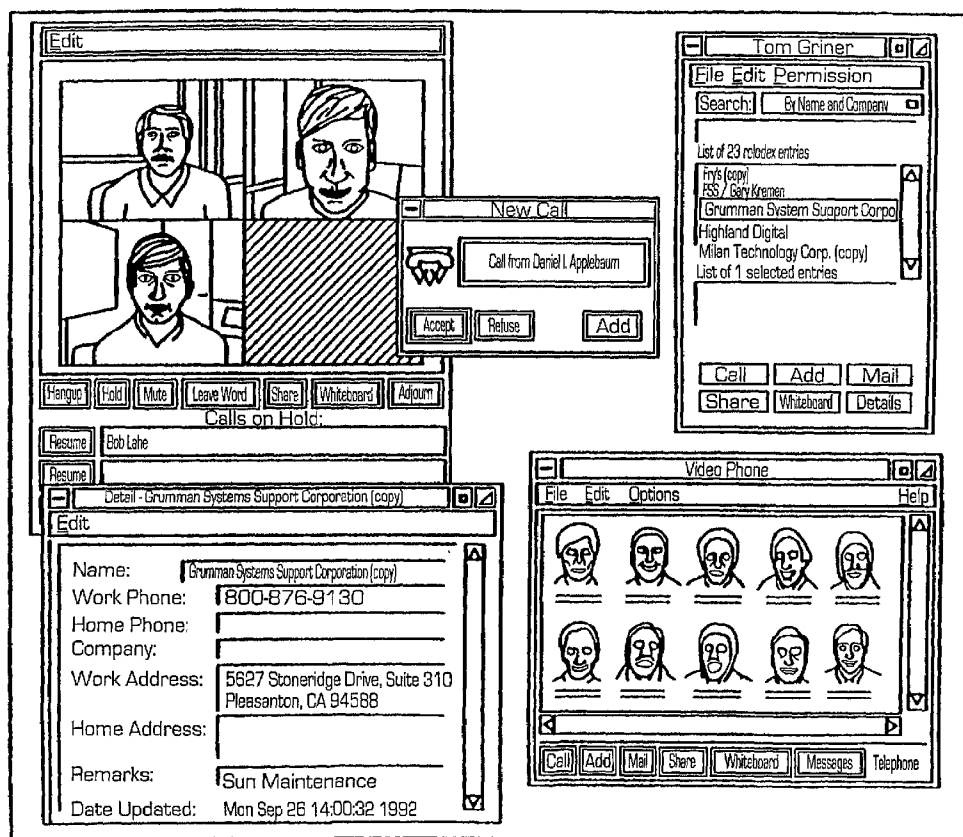 Edit
New Call
Call from Daniel I. Applebaum
Accept Refuse Add
Hangup Hold Mute Leave Word Share Whiteboard Adjourn
Calls on Hold:
Resume Bob Lahe
Resume
Tom Griner
File Edit Permission
Search: By Name and Company
List of 23 rolodex entries
Fry's (copy)
FSS / Gary Kremen
Grumman System Support Corpo
Highland Digital
Milan Technology Corp. (copy)
List of 1 selected entries
Call Add Mail
Share Whiteboard Details
Detail - Grumman Systems Support Corporation (copy)
Edit
Name: Grumman Systems Support Corporation (copy)
Work Phone: 800-876-9130
Home Phone:
Company:
Work Address: 5627 Stoneridge Drive, Suite 310
Pleasanton, CA 94588
Home Address:
Remarks: Sun Maintenance
Date Updated: Mon Sep 26 14:00:32 1992
Video Phone
File Edit Options Help
Call Add Mail Share Whiteboard Messages Telephone